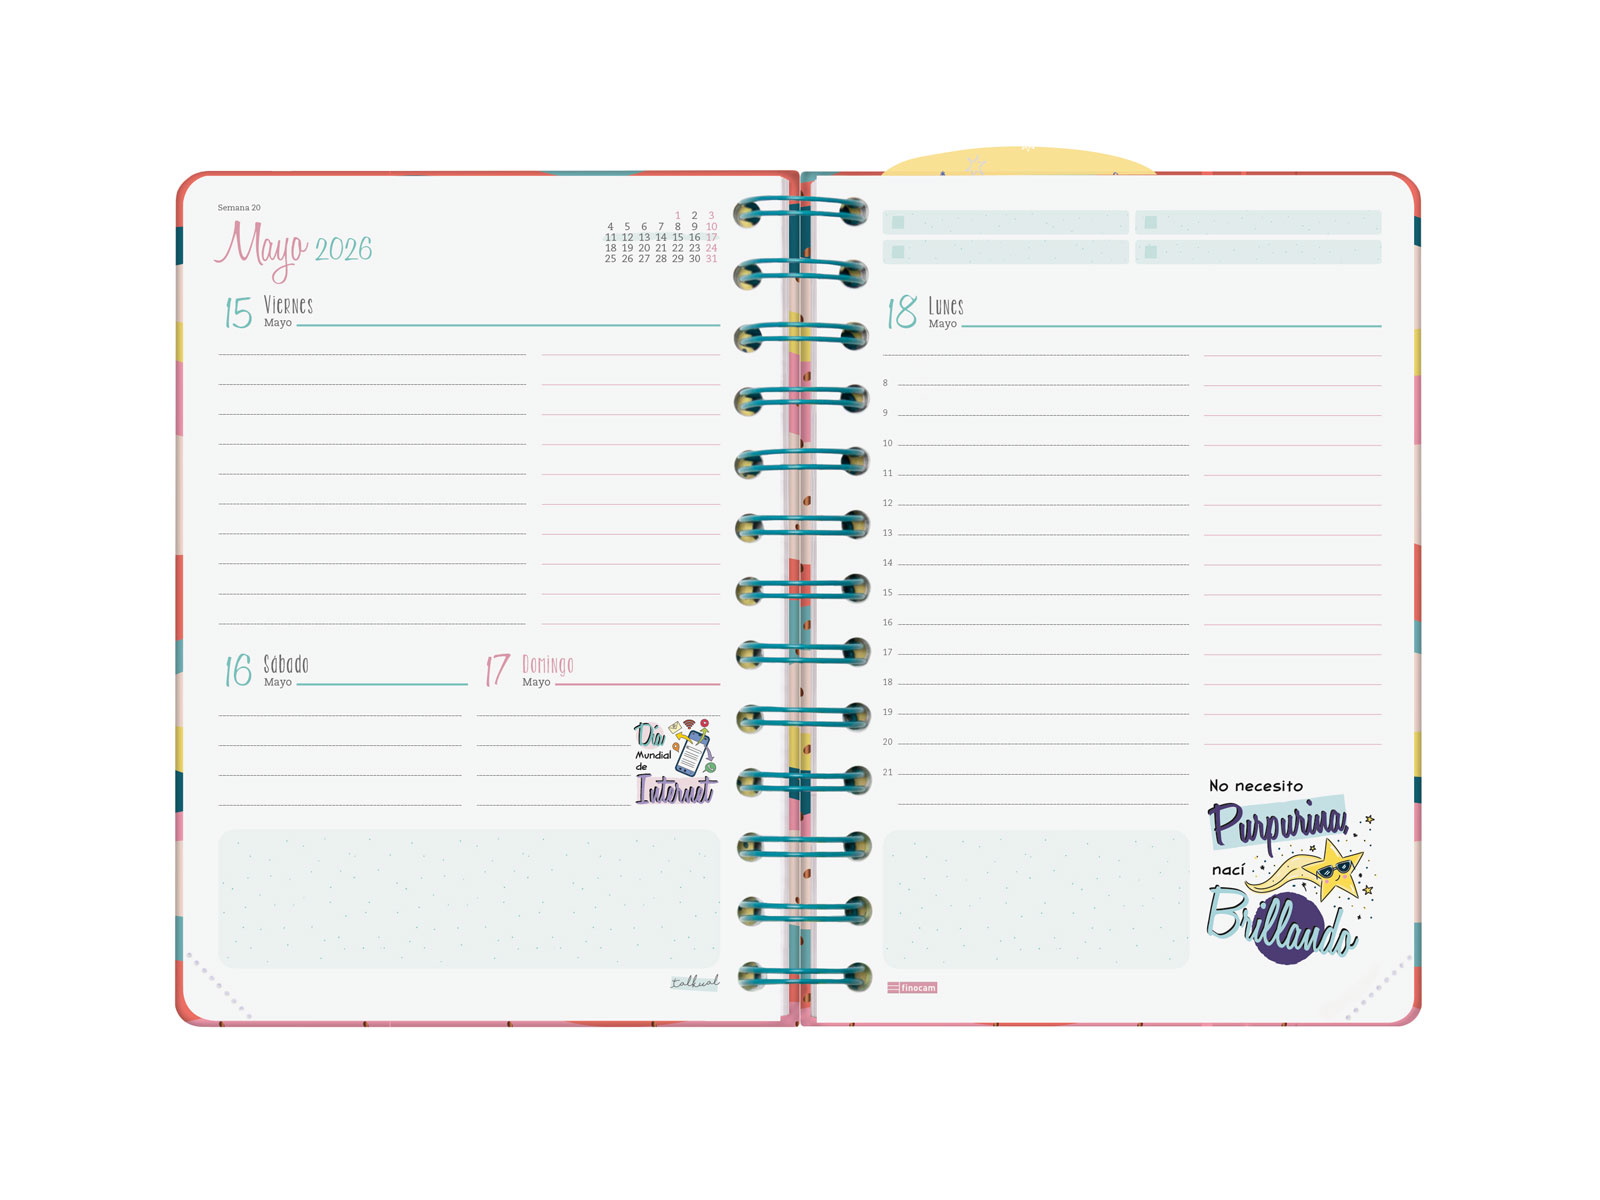 Semana 20
Mayo 2026
1 2 3
4 5 6 7 8 9 10
11 12 13 14 15 16 17
18 19 20 21 22 23 24
25 26 27 28 29 30 31
15 Viernes
Mayo
16 Sábado
Mayo
17 Domingo
Mayo
Día
Mundial
de
Internet
talkual
18 Lunes
Mayo
8
9
10
11
12
13
14
15
16
17
18
19
20
21
No necesito
Purpurina,
nací
Brillando
finocam